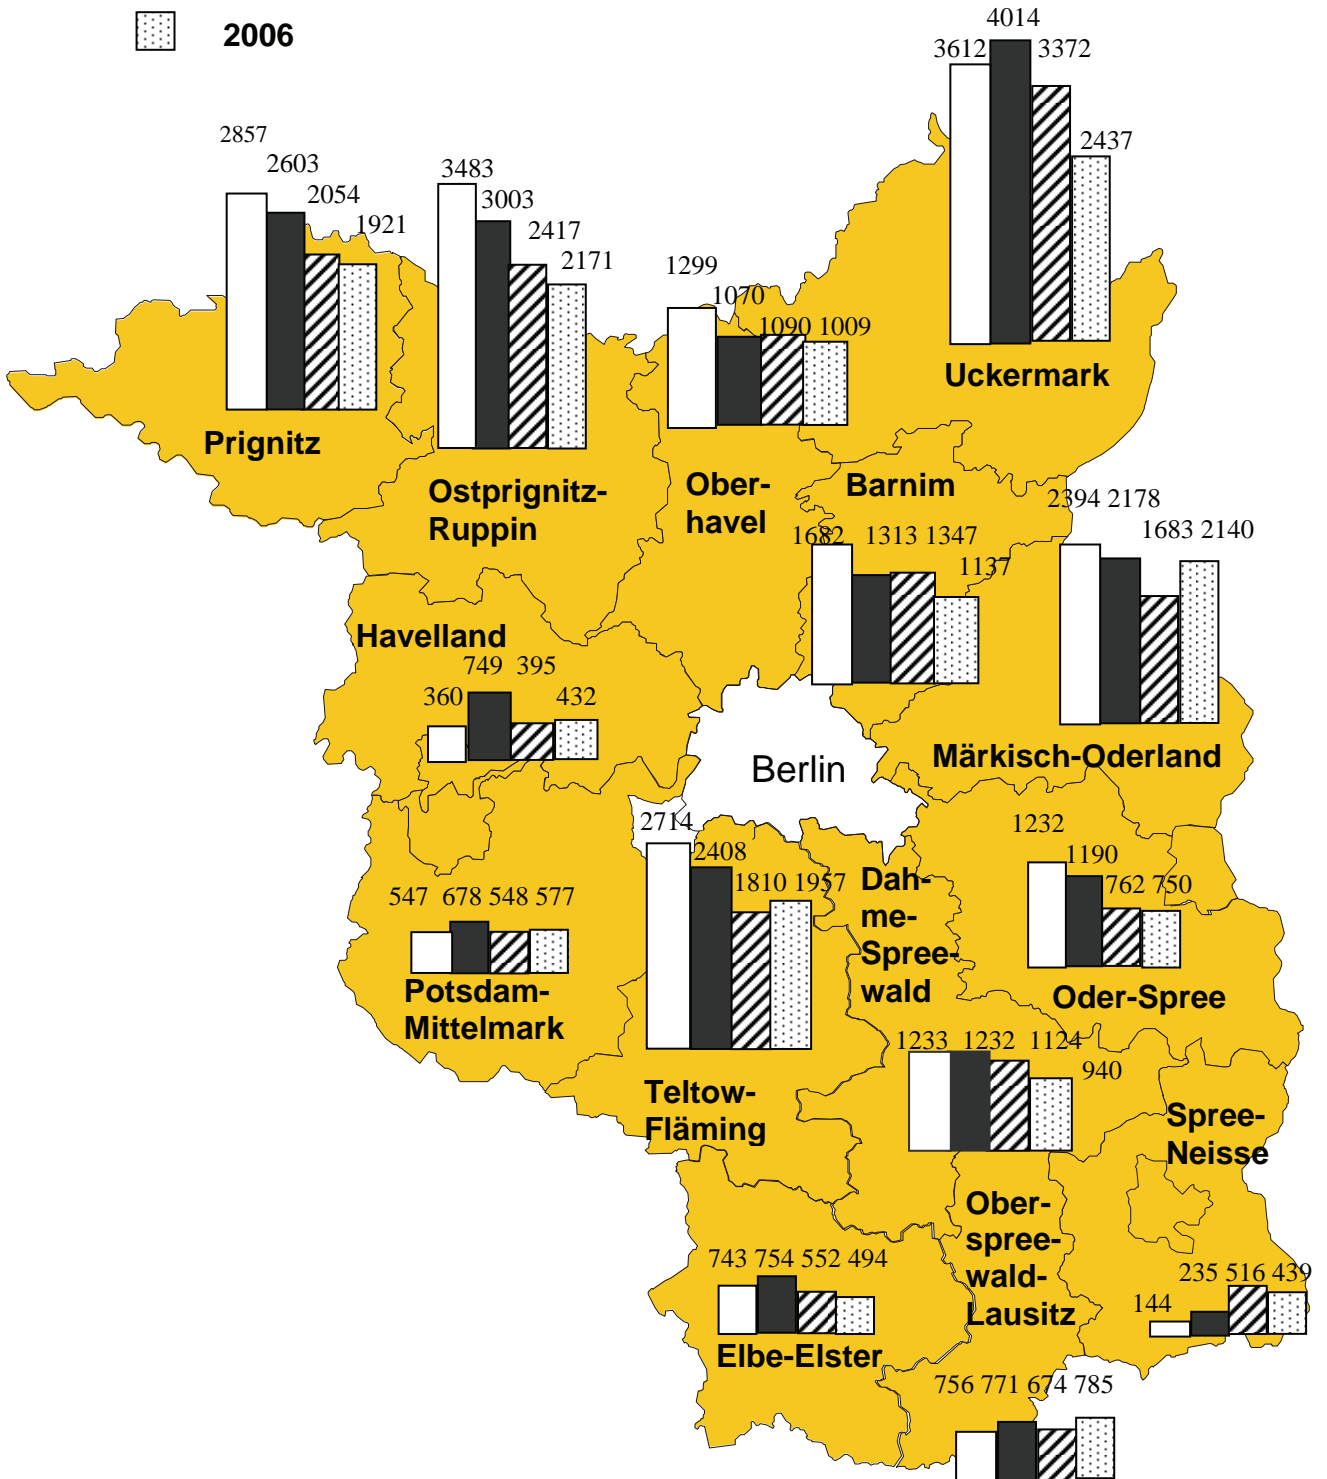 2006
4014
3612 3372
2437
Uckermark
2857
2603
2054
1921
Prignitz
3483
3003
2417
2171
Ostprignitz-
Ruppin
1299
1070
1090 1009
Ober-
havel
Barnim
1682 1313 1347
1137
2394 2178
1683 2140
Märkisch-Oderland
Havelland
749 395
360 432
Berlin
547 678 548 577
Potsdam-
Mittelmark
2714
2408
1810 1957
Teltow-
Fläming
Dah-
me-
Spree-
wald
1233 1232 1124
940
1232
1190
762 750
Oder-Spree
Spree-
Neisse
235 516 439
144
Ober-
spree-
wald-
Lausitz
756 771 674 785
743 754 552 494
Elbe-Elster